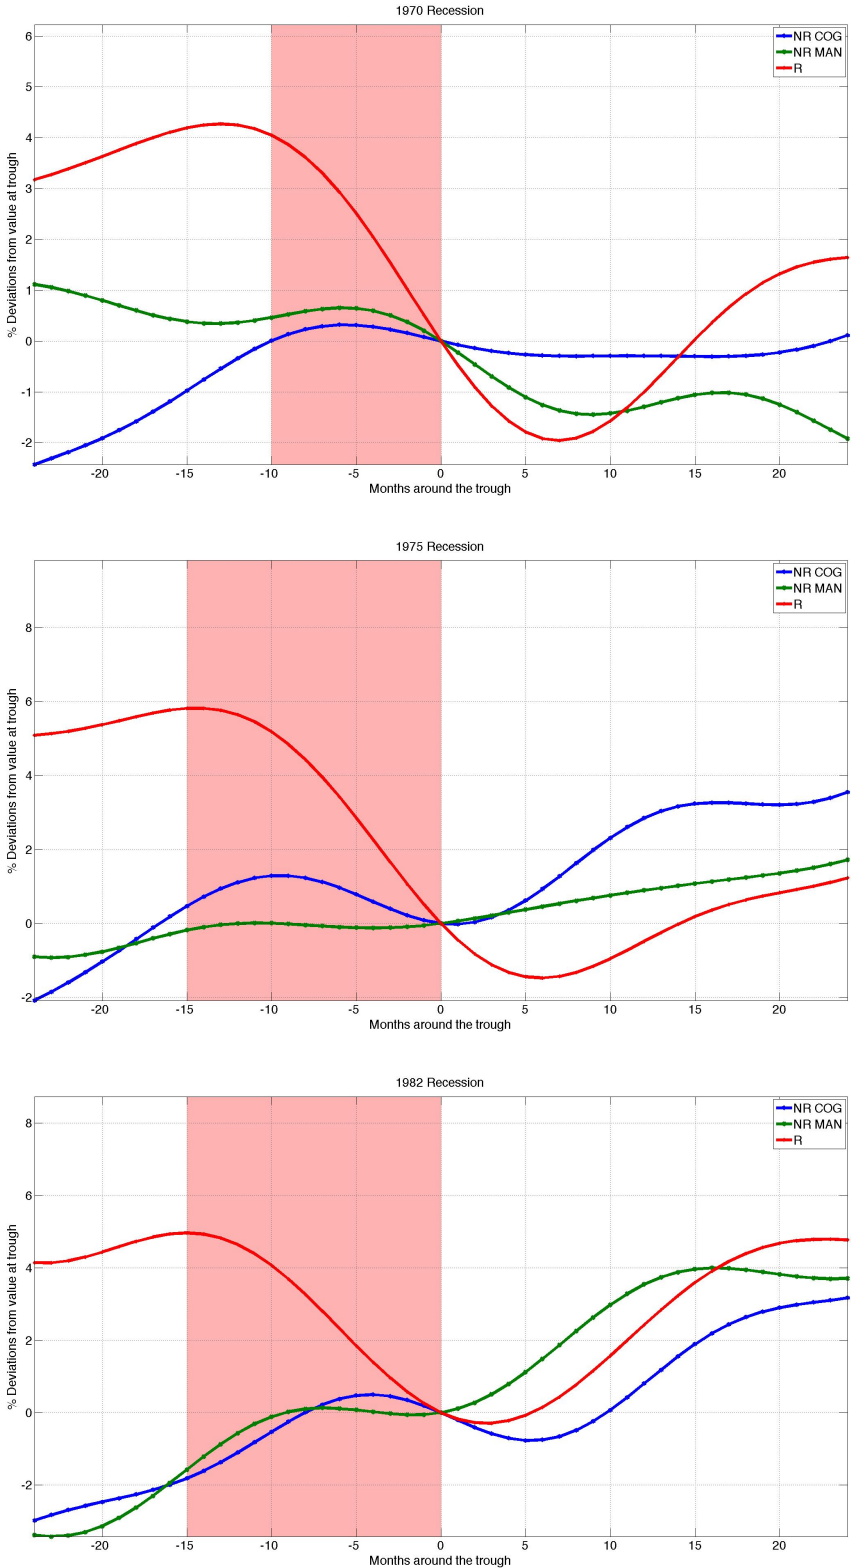 1970 Recession
NR COG
NR MAN
R
6
5
4
3
2
1
0
-1
-2
% Deviations from value at trough
-20 -15 -10 -5 0 5 10 15 20
Months around the trough
1975 Recession
NR COG
NR MAN
R
8
6
4
2
0
-2
% Deviations from value at trough
-20 -15 -10 -5 0 5 10 15 20
Months around the trough
1982 Recession
NR COG
NR MAN
R
8
6
4
2
0
-2
% Deviations from value at trough
-20 -15 -10 -5 0 5 10 15 20
Months around the trough